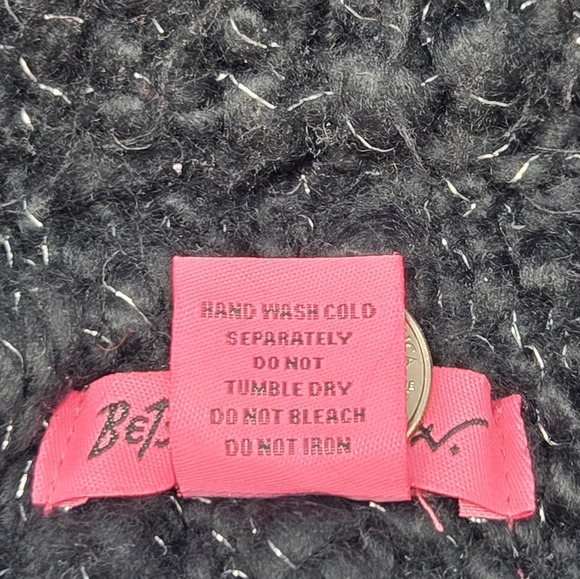 HAND WASH COLD
SEPARATELY
DO NOT
TUMBLE DRY
DO NOT BLEACH
DO NOT IRON